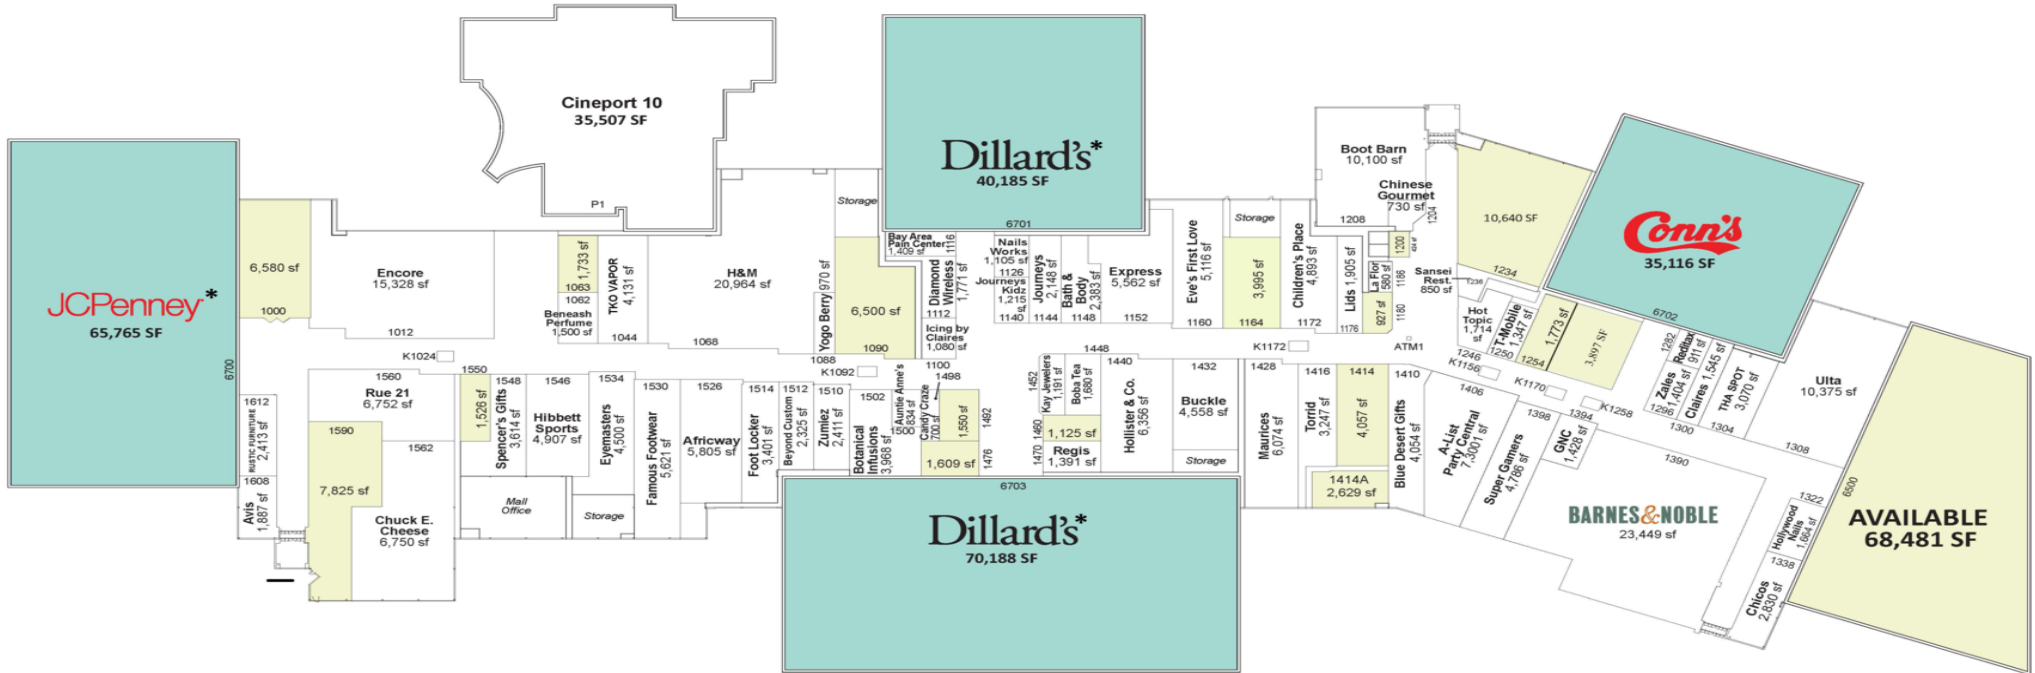 Cineport 10
35,507 SF
P1
JCPenney*
65,765 SF
6700
6,580 sf
1000
Encore
15,328 sf
1012
K1024
1,733 sf
1063
1062
Beneash
Perfume
1,500 sf
TKO VAPOR
4,131 sf
1044
H&M
20,964 sf
1068
Storage
Yogo Berry 970 sf
1088
6,500 sf
1090
K1092
Dillard's*
40,185 SF
6701
Bay Area
Pain Center
1,409 sf
1116
Diamond
Wireless
1,771 sf
1112
Icing by
Claires
1,080 sf
1100
Nails
Works
1,105 sf
1126
Journeys
Kidz
1,215
sf
1140
Journeys
2,148 sf
1144
Bath &
Body
2,383 sf
1148
Express
5,562 sf
1152
Eve's First Love
5,116 sf
1160
Storage
3,995 sf
1164
Children's Place
4,893 sf
1172
K1172
Lids 1,905 sf
1176
Boot Barn
10,100 sf
Chinese
Gourmet
730 sf
1204
1208
1200
La Flor
580 sf
1186
927 sf
1180
ATM1
Sansei
Rest.
850 sf
10,640 SF
1234
1236
Hot
Topic
1,714
sf
1246
T-Mobile
1,347 sf
1250
1,773 sf
1254
3,897 SF
K1156
K1170
K1258
Conn's
35,116 SF
6702
1282
Reditax
911 sf
Zales
1,404 sf
1296
Claires 1,545 sf
1300
THA SPOT
3,070 sf
1304
Ulta
10,375 sf
1308
AVAILABLE
68,481 SF
6500
1322
Hollywood
Nails
1,664 sf
1338
Chicos
2,830 sf
BARNES&NOBLE
23,449 sf
1390
1394
GNC
1,428 sf
1398
Super Gamers
4,786 sf
1406
A-List
Party Central
7,3001 sf
1410
Blue Desert Gifts
4,054 sf
1414
4,057 sf
1414A
2,629 sf
1416
Torrid
3,247 sf
1428
Maurices
6,074 sf
1432
Buckle
4,558 sf
Storage
1440
Hollister & Co.
6,356 sf
1448
Boba Tea
1,680 sf
1452
Kay Jewelers
1,191 sf
1460
1,125 sf
1470
Regis
1,391 sf
1476
1,609 sf
1492
1,550 sf
1498
Candy Craze
700 sf
Auntie Anne's
834 sf
1500
1502
Botanical
Infusions
3,968 sf
1510
Zumiez
2,411 sf
1512
Beyond Custom
2,325 sf
1514
Foot Locker
3,401 sf
Dillard's*
70,188 SF
6703
1526
Africway
5,805 sf
1530
Famous Footwear
5,621 sf
1534
Eyemasters
4,500 sf
Storage
1546
Hibbett
Sports
4,907 sf
1548
Spencer's Gifts
3,614 sf
Mall
Office
1550
1,526 sf
1560
Rue 21
6,752 sf
1562
Chuck E.
Cheese
6,750 sf
1590
7,825 sf
1612
RUSTIC FURNITURE
2,413 sf
1608
Avis
1,887 sf